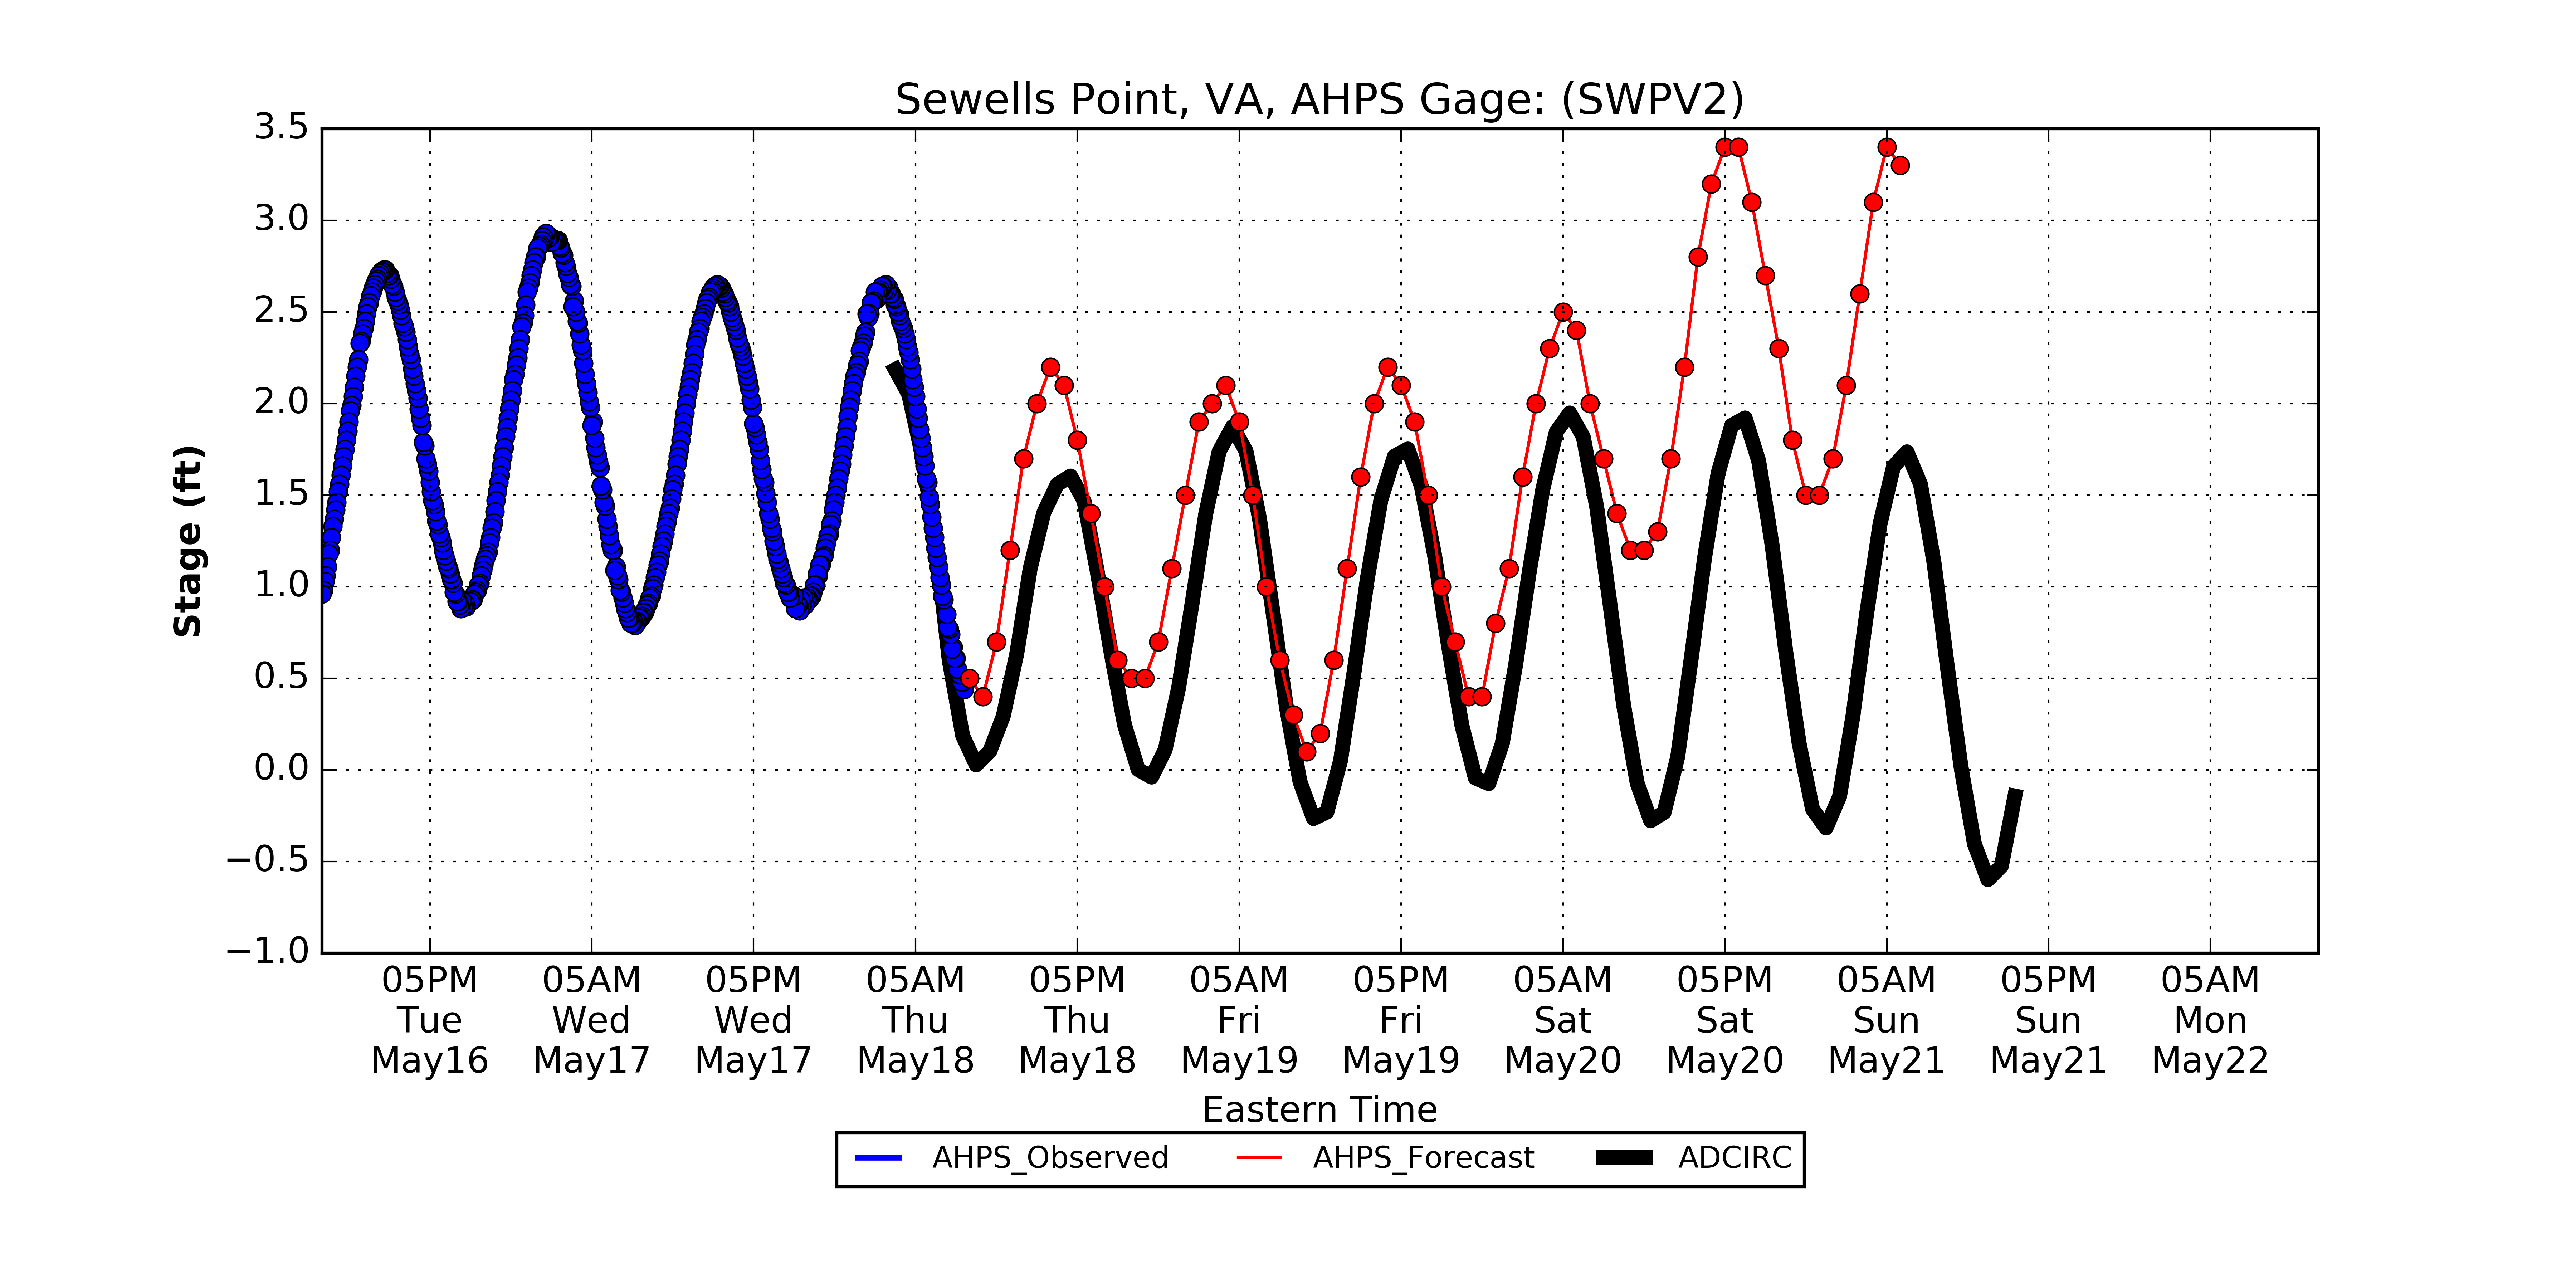 Sewells Point, VA, AHPS Gage: (SWPV2)
3.5
3.0
2.5
2.0
1.5
1.0
0.5
0.0
−0.5
−1.0
Stage (ft)
05PM 05AM 05PM 05AM 05PM 05AM 05PM 05AM 05PM 05AM 05PM 05AM
Tue Wed Wed Thu Thu Fri Fri Sat Sat Sun Sun Mon
May16 May17 May17 May18 May18 May19 May19 May20 May20 May21 May21 May22
Eastern Time
AHPS_Observed AHPS_Forecast ADCIRC